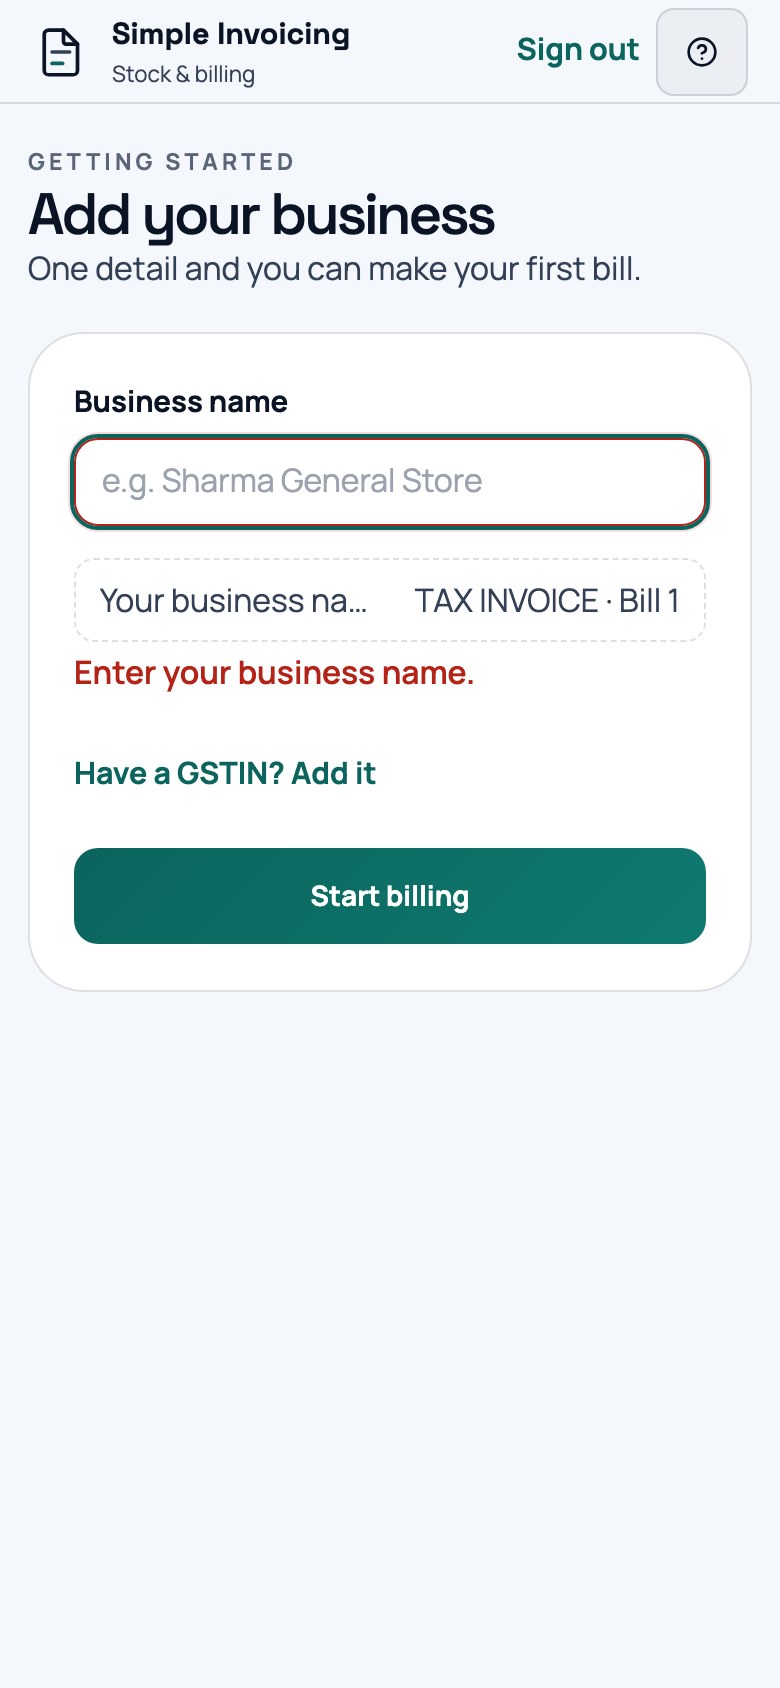 Simple Invoicing
Stock & billing
Sign out
GETTING STARTED
Add your business
One detail and you can make your first bill.
Business name
e.g. Sharma General Store
Your business na... TAX INVOICE · Bill 1
Enter your business name.
Have a GSTIN? Add it
Start billing